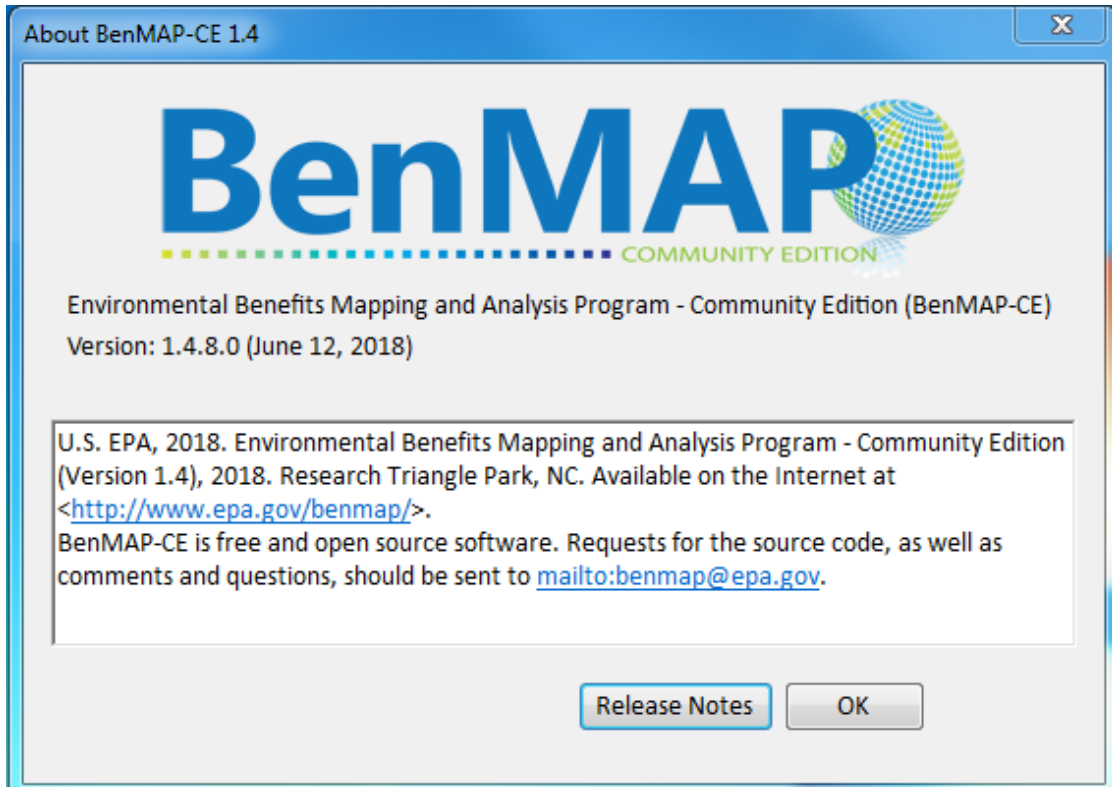 About BenMAP-CE 1.4
BenMAP
COMMUNITY EDITION
Environmental Benefits Mapping and Analysis Program - Community Edition (BenMAP-CE)
Version: 1.4.8.0 (June 12, 2018)
U.S. EPA, 2018. Environmental Benefits Mapping and Analysis Program - Community Edition
(Version 1.4), 2018. Research Triangle Park, NC. Available on the Internet at
<http://www.epa.gov/benmap/>.
BenMAP-CE is free and open source software. Requests for the source code, as well as
comments and questions, should be sent to mailto:benmap@epa.gov.
Release Notes
OK